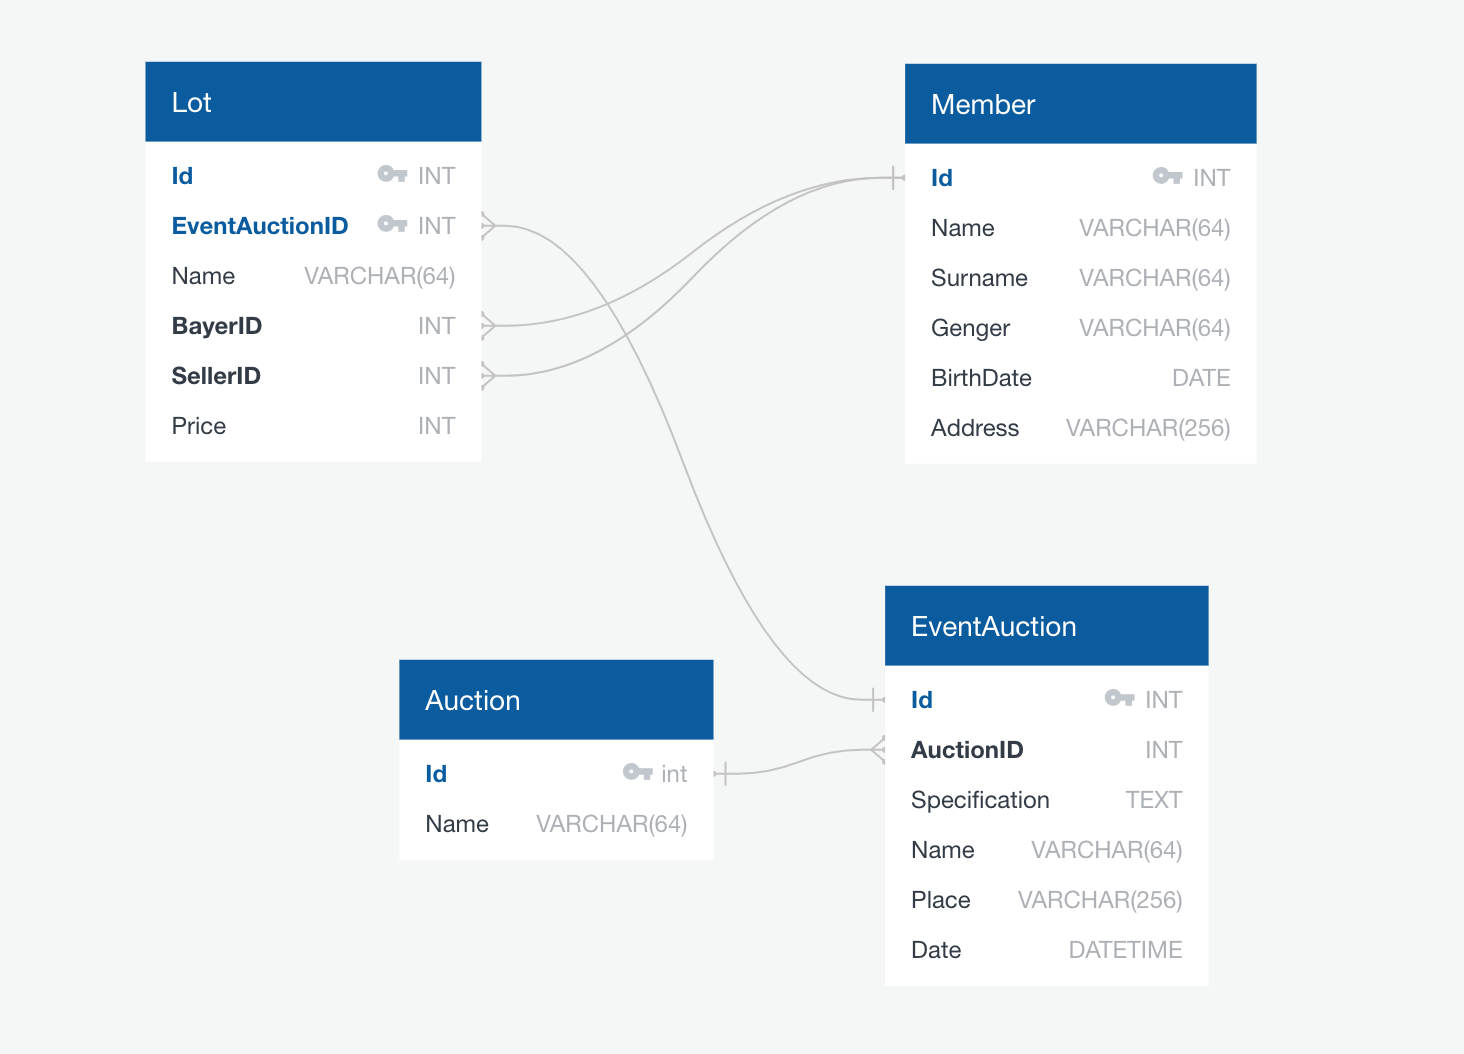 Lot
Id INT
EventAuctionID INT
Name VARCHAR(64)
BayerID INT
SellerID INT
Price INT
Member
Id INT
Name VARCHAR(64)
Surname VARCHAR(64)
Genger VARCHAR(64)
BirthDate DATE
Address VARCHAR(256)
Auction
Id int
Name VARCHAR(64)
EventAuction
Id INT
AuctionID INT
Specification TEXT
Name VARCHAR(64)
Place VARCHAR(256)
Date DATETIME